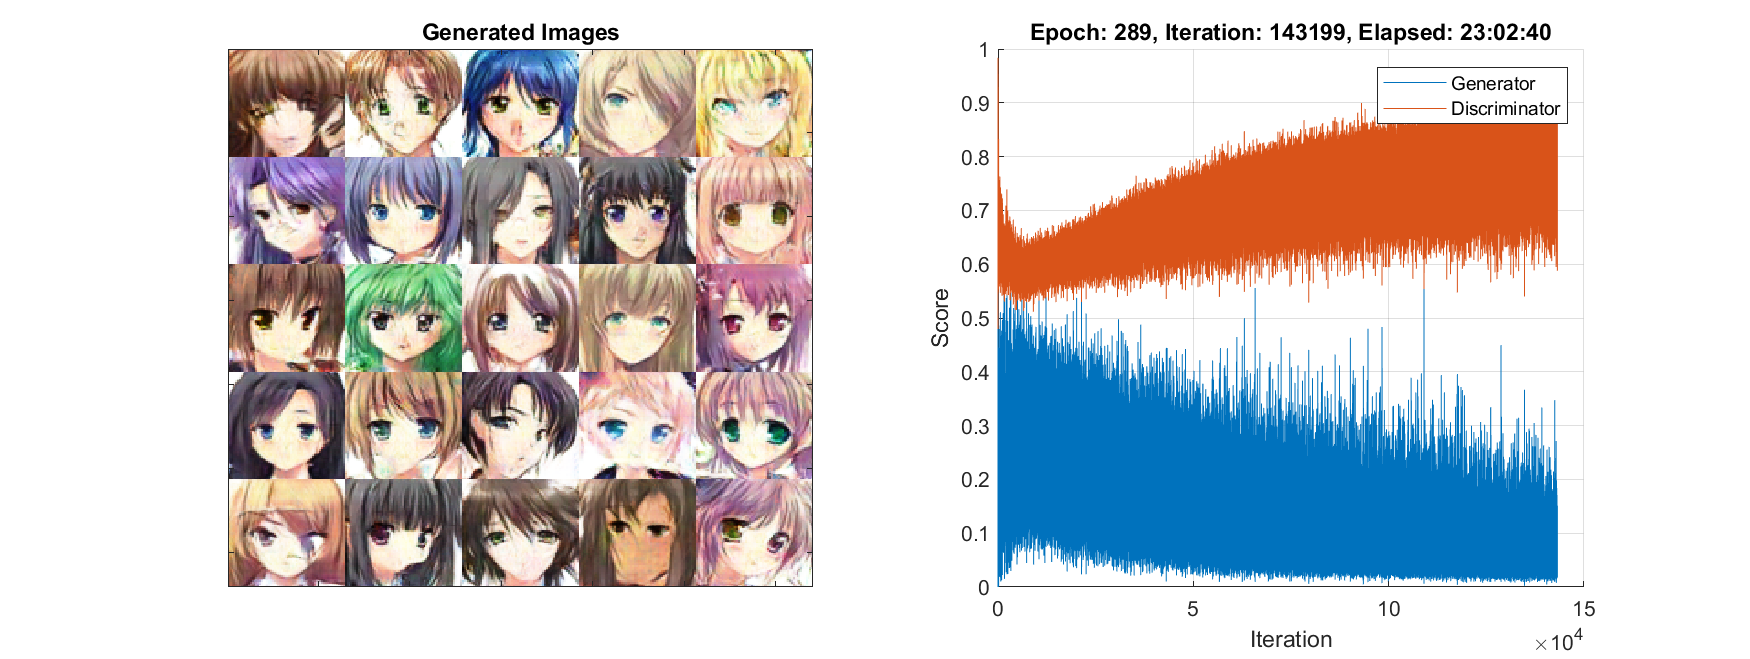 Generated Images
Epoch: 289, Iteration: 143199, Elapsed: 23:02:40
Generator
Discriminator
Score
1
0.9
0.8
0.7
0.6
0.5
0.4
0.3
0.2
0.1
0
0 5 10 15
Iteration
×10⁴